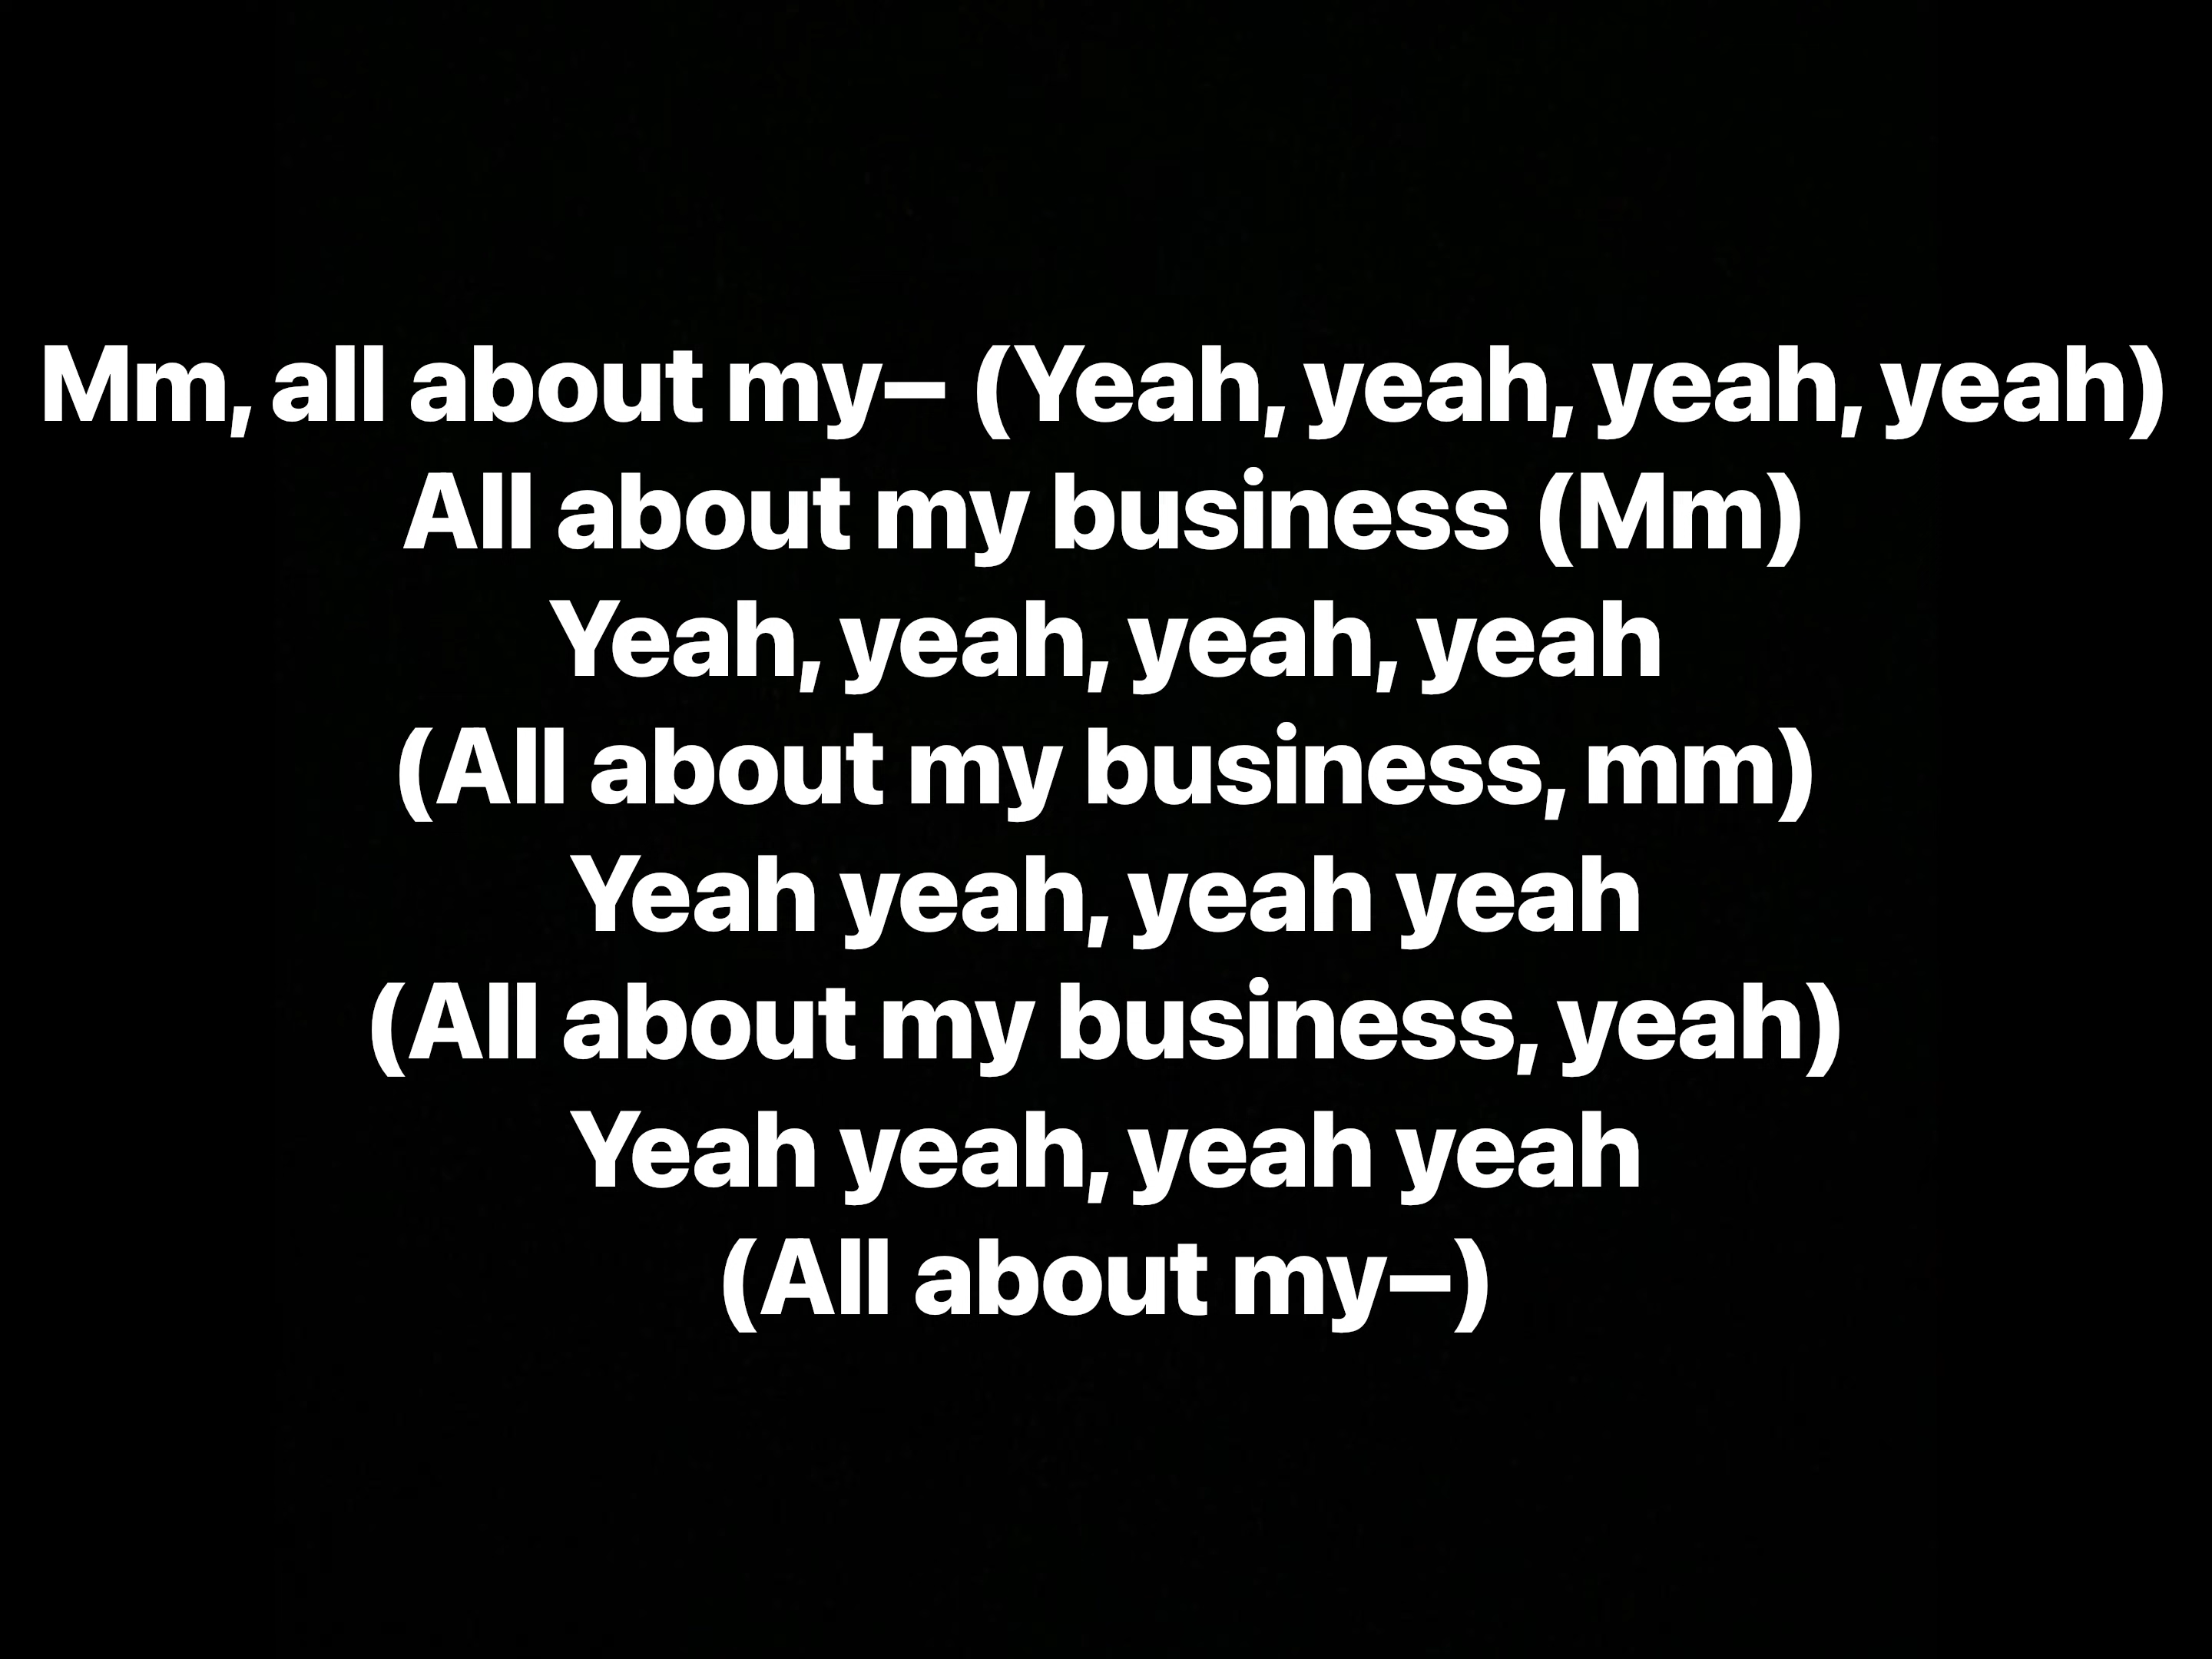 Mm, all about my— (Yeah, yeah, yeah, yeah)
All about my business (Mm)
Yeah, yeah, yeah, yeah
(All about my business, mm)
Yeah yeah, yeah yeah
(All about my business, yeah)
Yeah yeah, yeah yeah
(All about my—)